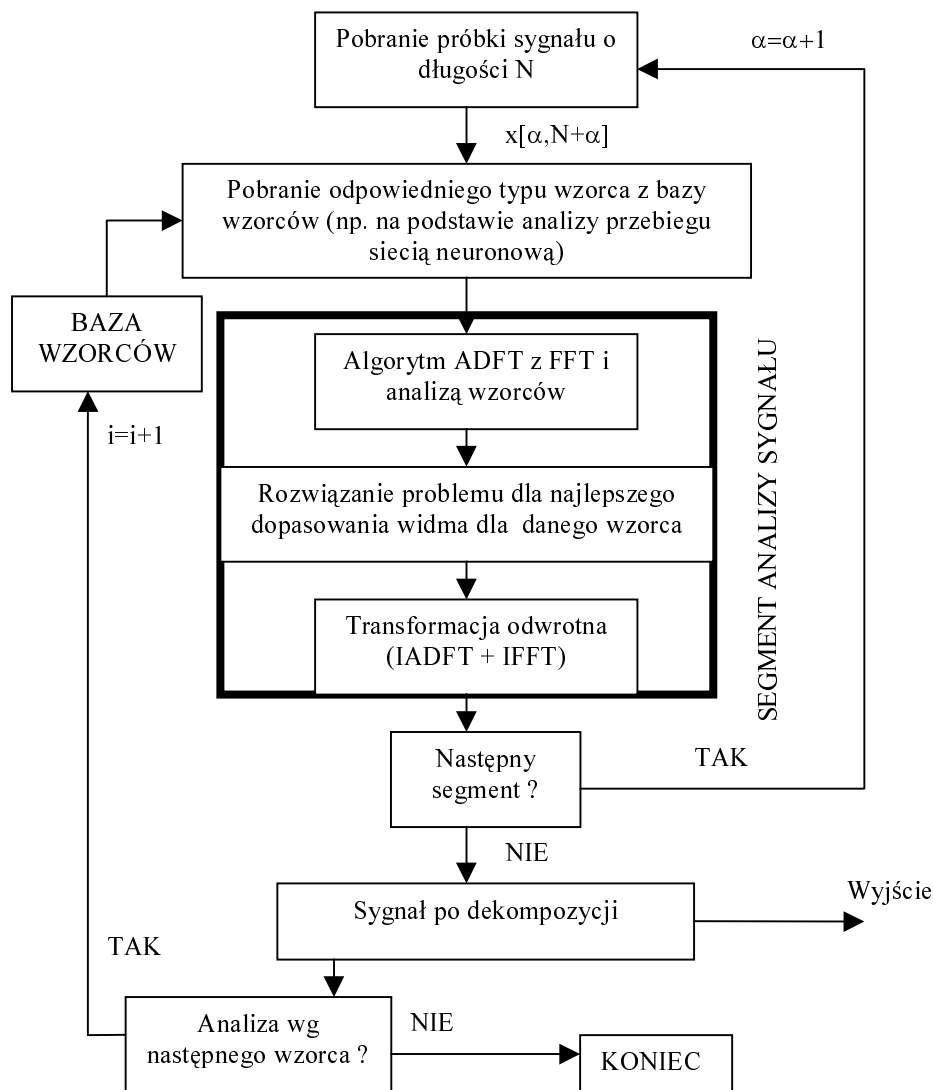 Pobranie próbki sygnału o
długości N
α=α+1
x[α,N+α]
Pobranie odpowiedniego typu wzorca z bazy
wzorców (np. na podstawie analizy przebiegu
siecią neuronową)
BAZA
WZORCÓW
i=i+1
Algorytm ADFT z FFT i
analizą wzorców
Rozwiązanie problemu dla najlepszego
dopasowania widma dla danego wzorca
Transformacja odwrotna
(IADFT + IFFT)
SEGMENT ANALIZY SYGNAŁU
Następny
segment ?
TAK
NIE
Sygnał po dekompozycji
Wyjście
TAK
Analiza wg
następnego wzorca ?
NIE
KONIEC